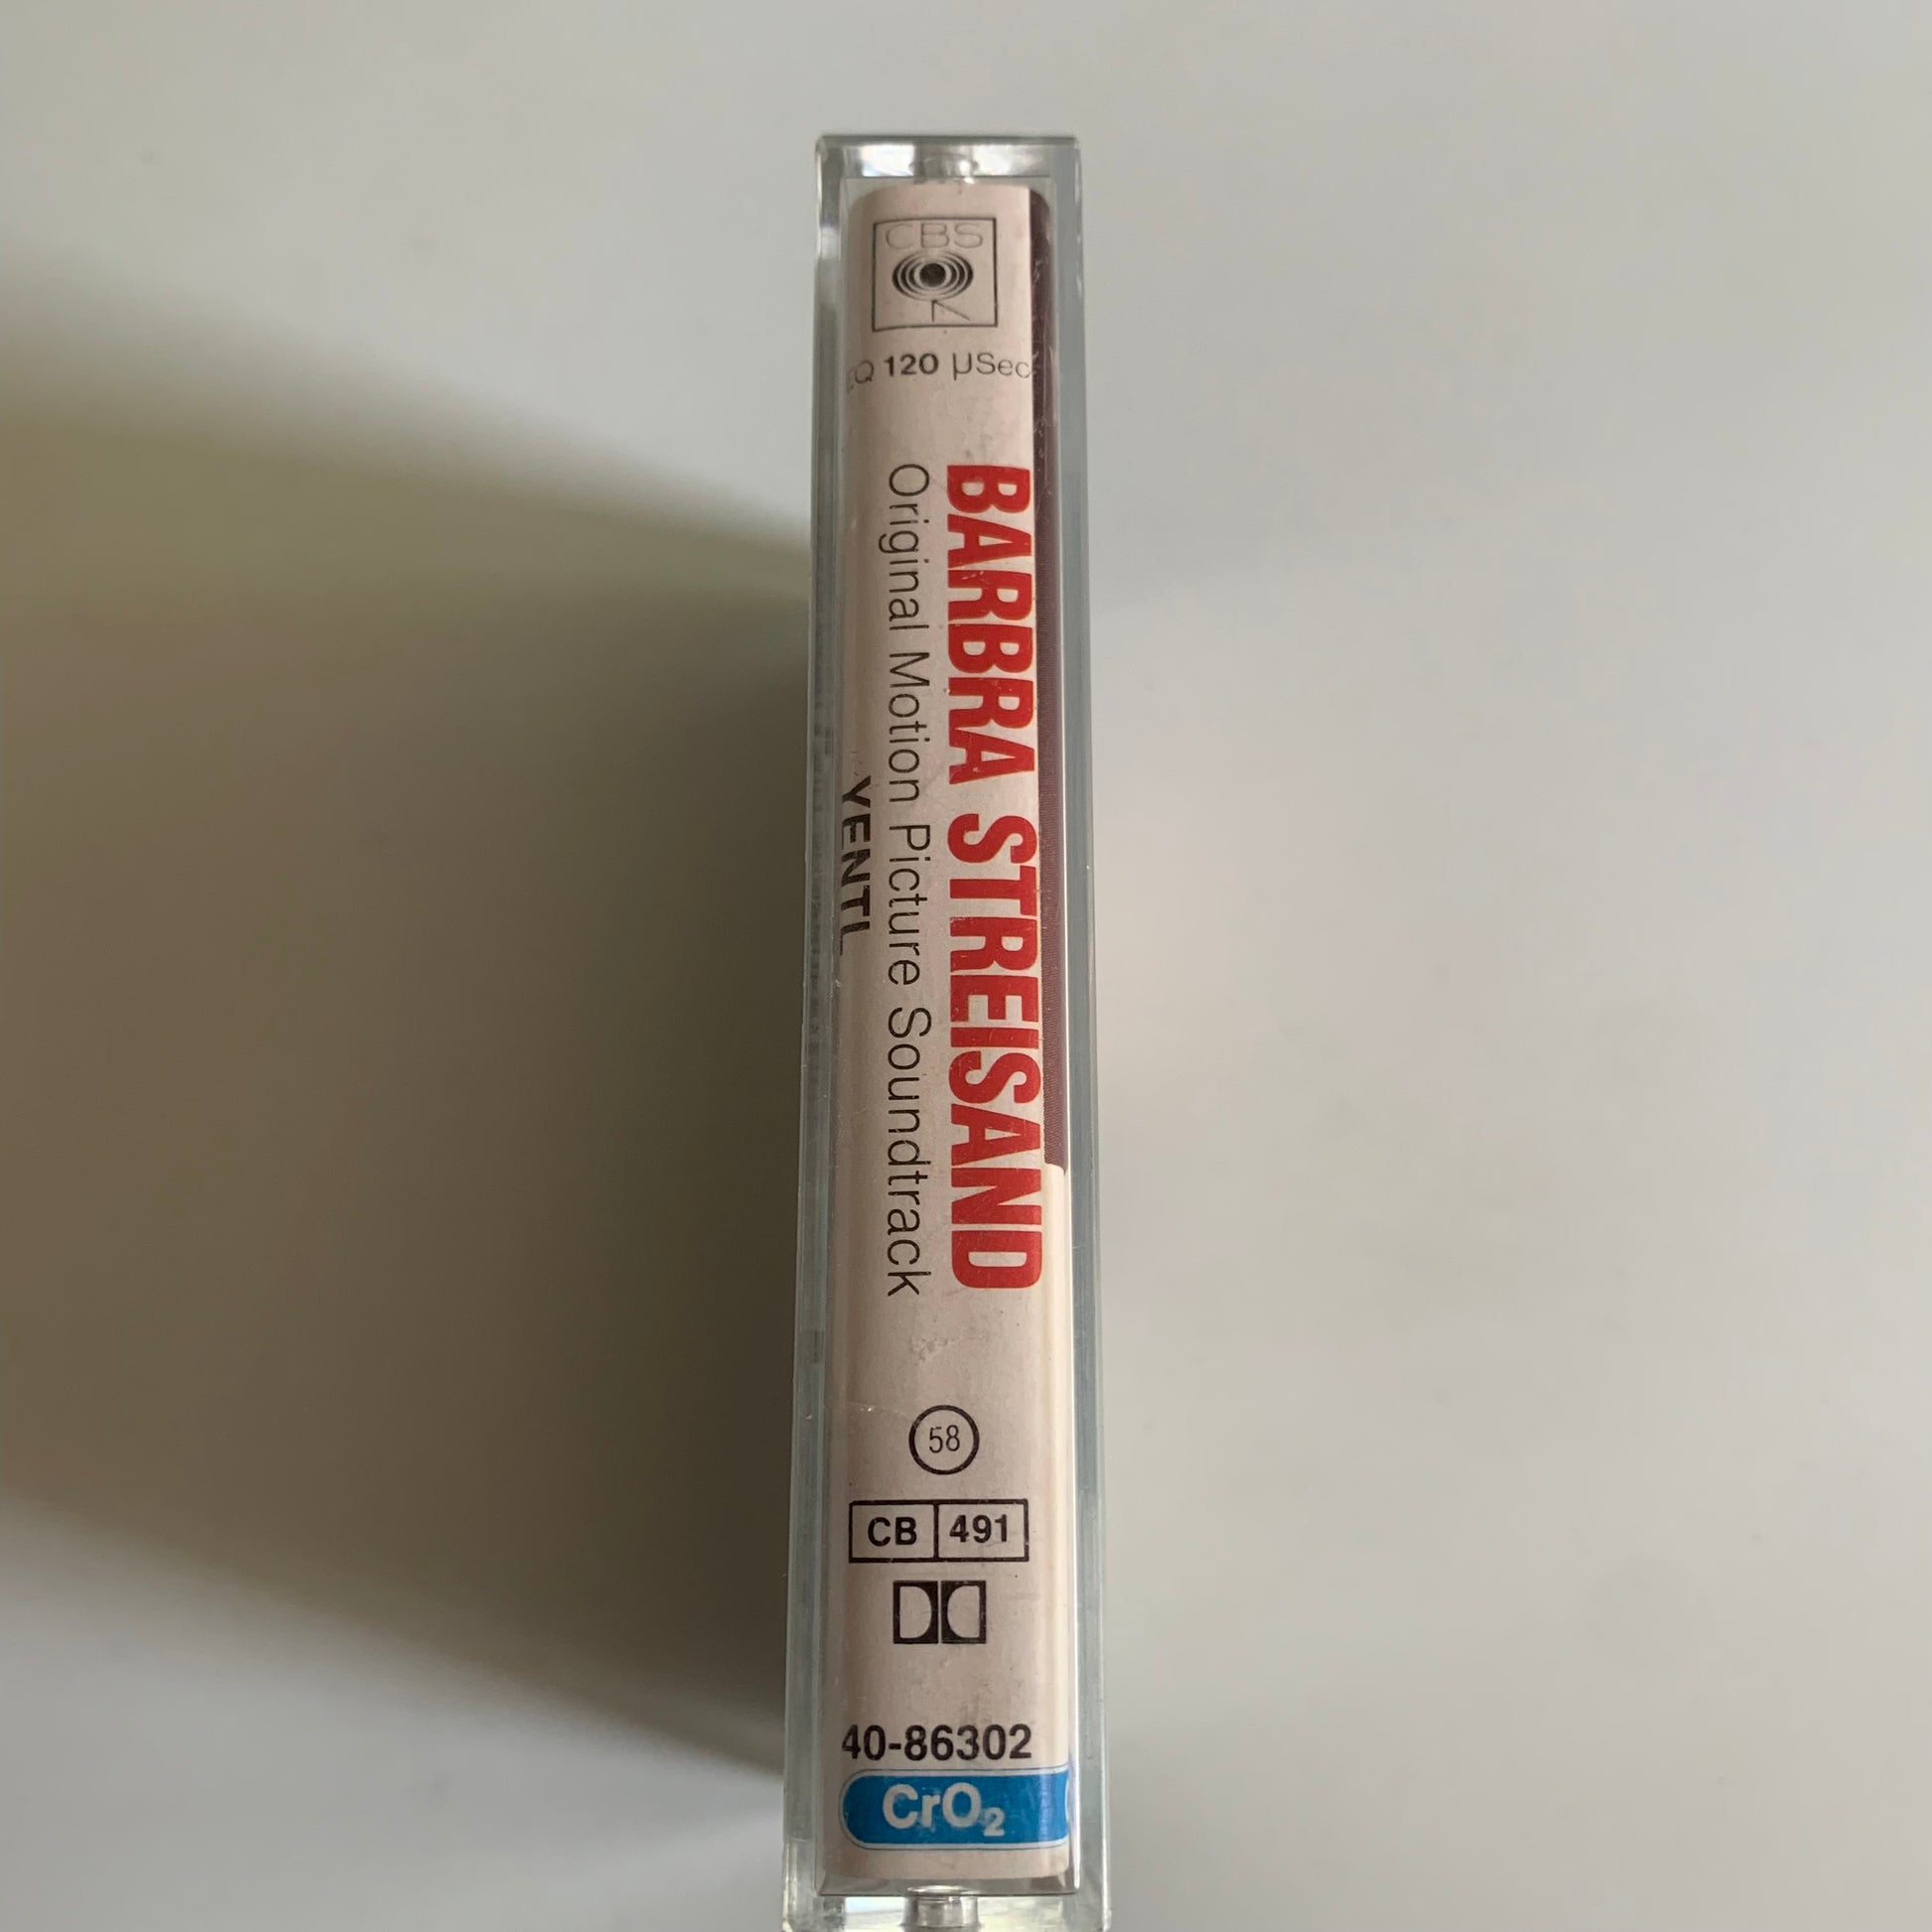 CBS
EQ 120 µSec
BARBRA STREISAND
Original Motion Picture Soundtrack
YENTL
58
CB 491
40-86302
CrO₂